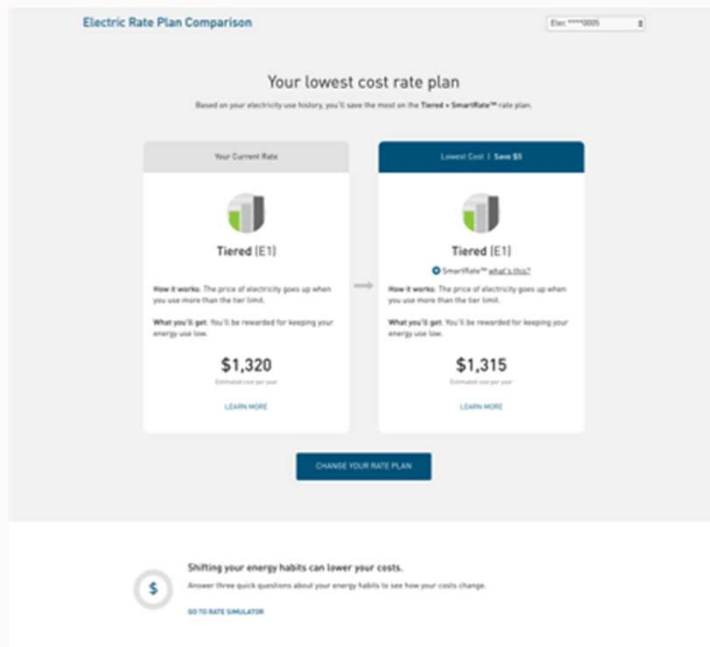 Electric Rate Plan Comparison
Elec ****0005
Your lowest cost rate plan
Based on your electricity use history, you'll save the most on the Tiered + SmartRate™ rate plan.
Your Current Rate
Tiered (E1)
How it works: The price of electricity goes up when
you use more than the tier limit.
What you'll get: You'll be rewarded for keeping your
energy use low.
$1,320
Estimated cost per year
LEARN MORE
Lowest Cost | Save $5
Tiered (E1)
SmartRate™ what's this?
How it works: The price of electricity goes up when
you use more than the tier limit.
What you'll get: You'll be rewarded for keeping your
energy use low.
$1,315
Estimated cost per year
LEARN MORE
CHANGE YOUR RATE PLAN
$
Shifting your energy habits can lower your costs.
Answer three quick questions about your energy habits to see how your costs change.
GO TO RATE SIMULATOR